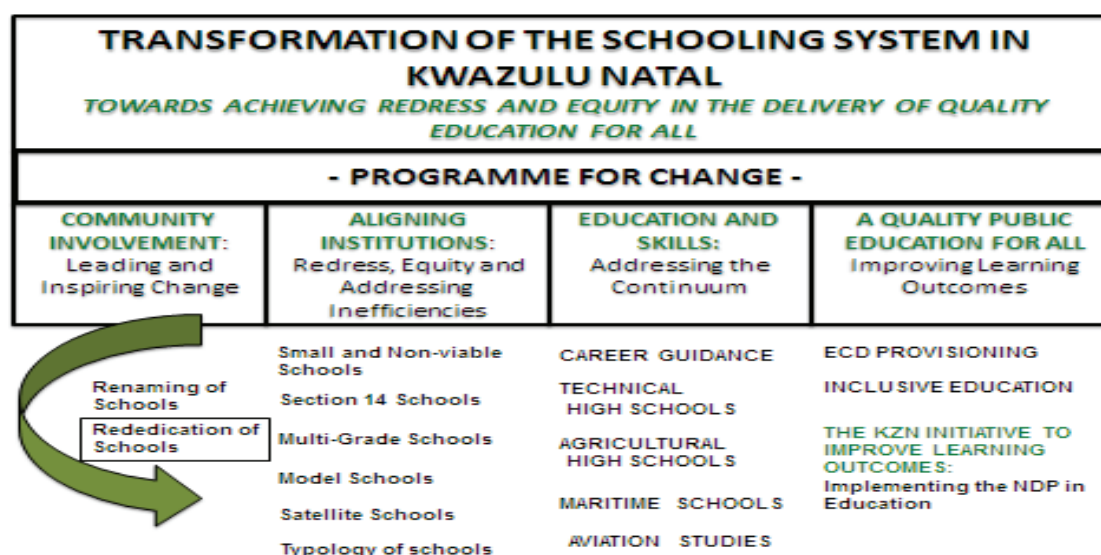 TRANSFORMATION OF THE SCHOOLING SYSTEM IN
KWAZULU NATAL
TOWARDS ACHIEVING REDRESS AND EQUITY IN THE DELIVERY OF QUALITY
EDUCATION FOR ALL
- PROGRAMME FOR CHANGE -
COMMUNITY
INVOLVEMENT:
Leading and
Inspiring Change
ALIGNING
INSTITUTIONS:
Redress, Equity and
Addressing
Inefficiencies
EDUCATION AND
SKILLS:
Addressing the
Continuum
A QUALITY PUBLIC
EDUCATION FOR ALL
Improving Learning
Outcomes
Renaming of
Schools
Rededication of
Schools
Small and Non-viable
Schools
Section 14 Schools
Multi-Grade Schools
Model Schools
Satellite Schools
Typology of schools
CAREER GUIDANCE
TECHNICAL
HIGH SCHOOLS
AGRICULTURAL
HIGH SCHOOLS
MARITIME SCHOOLS
AVIATION STUDIES
ECD PROVISIONING
INCLUSIVE EDUCATION
THE KZN INITIATIVE TO
IMPROVE LEARNING
OUTCOMES:
Implementing the NDP in
Education